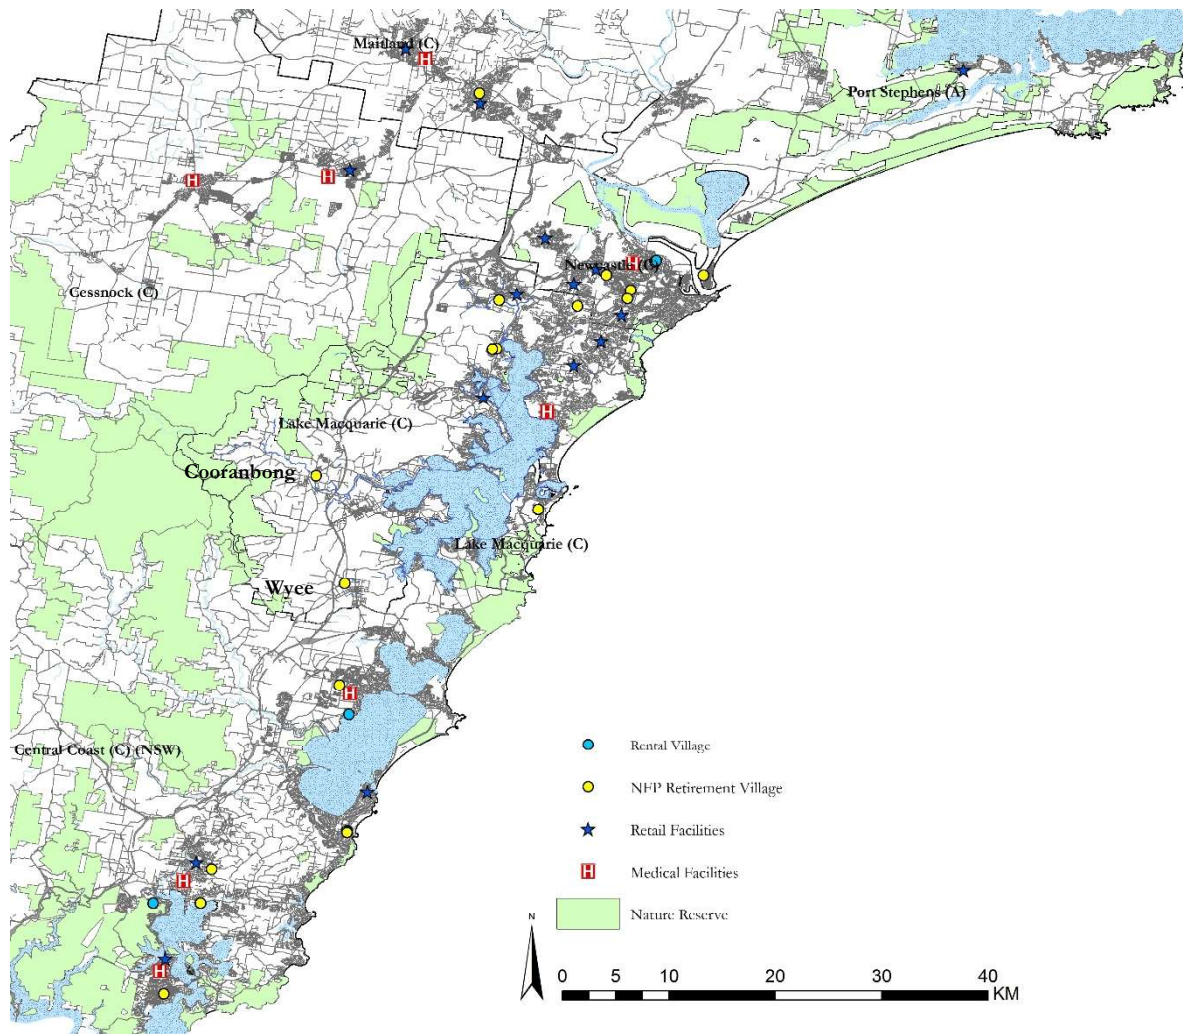 Maitland (C)
H
Port Stephens (A)
H
H
Newcastle (C)
H
Cessnock (C)
H
Lake Macquarie (C)
Cooranbong
Lake Macquarie (C)
Wyee
H
Central Coast (C) (NSW)
Rental Village
NFP Retirement Village
Retail Facilities
H Medical Facilities
H
Nature Reserve
N
H
0 5 10 20 30 40
KM